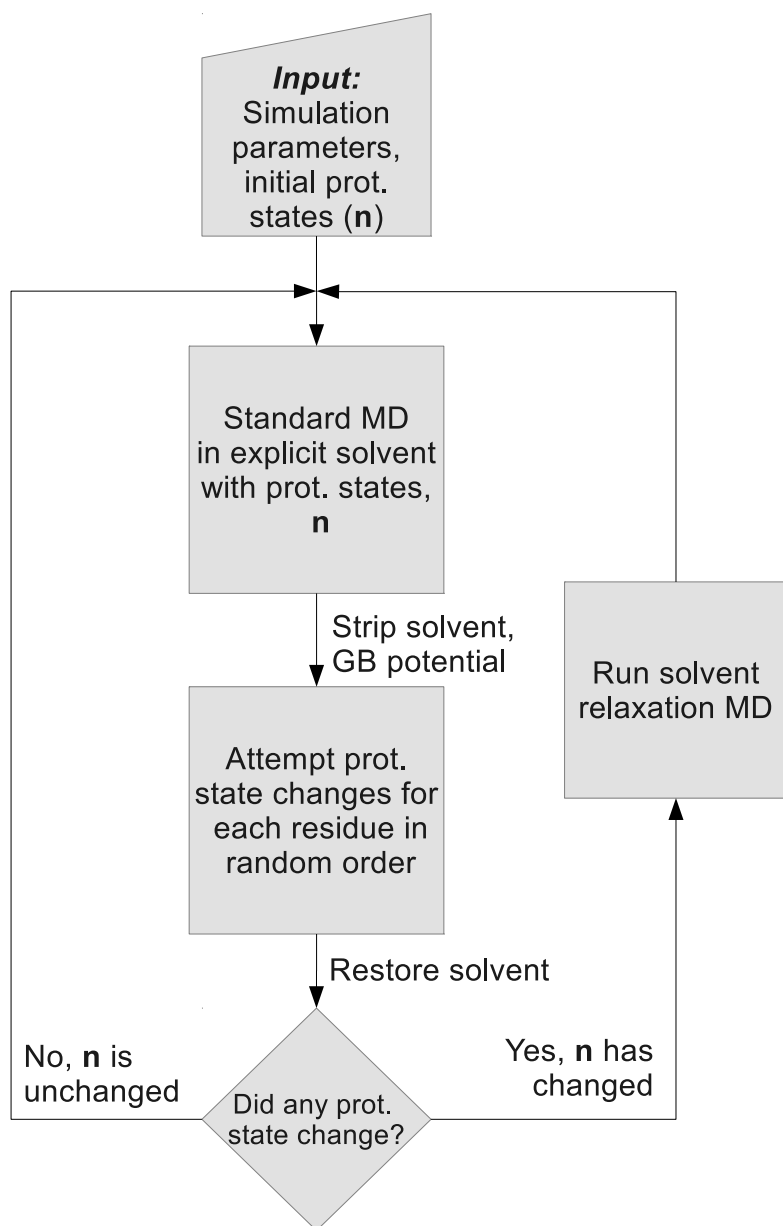 Input:
Simulation
parameters,
initial prot.
states (n)
Standard MD
in explicit solvent
with prot. states,
n
Strip solvent,
GB potential
Run solvent
relaxation MD
Attempt prot.
state changes for
each residue in
random order
Restore solvent
No, n is
unchanged
Yes, n has
changed
Did any prot.
state change?